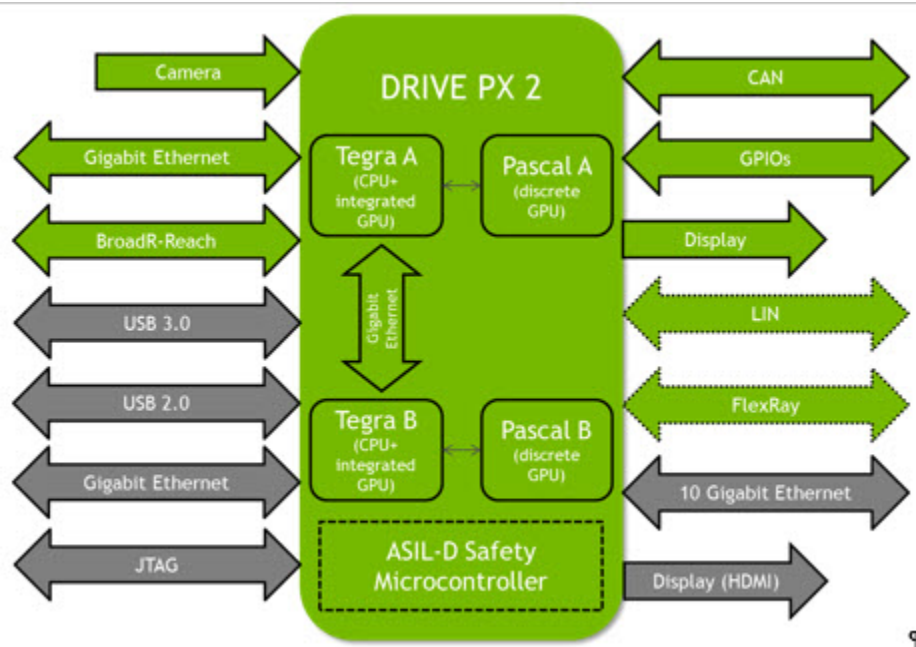 DRIVE PX 2
Camera
Gigabit Ethernet
BroadR-Reach
USB 3.0
USB 2.0
Gigabit Ethernet
JTAG
Tegra A
(CPU+
integrated
GPU)
Pascal A
(discrete
GPU)
Gigabit
Ethernet
Tegra B
(CPU+
integrated
GPU)
Pascal B
(discrete
GPU)
ASIL-D Safety
Microcontroller
CAN
GPIOs
Display
LIN
FlexRay
10 Gigabit Ethernet
Display (HDMI)